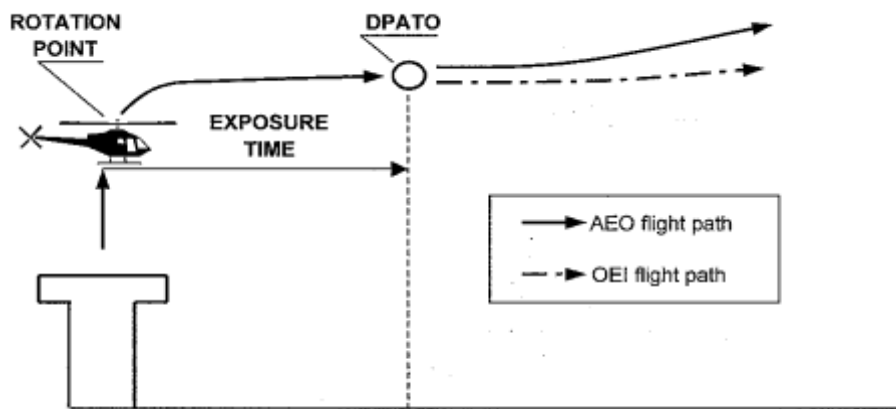 ROTATION
POINT
DPATO
EXPOSURE
TIME
AEO flight path
OEI flight path